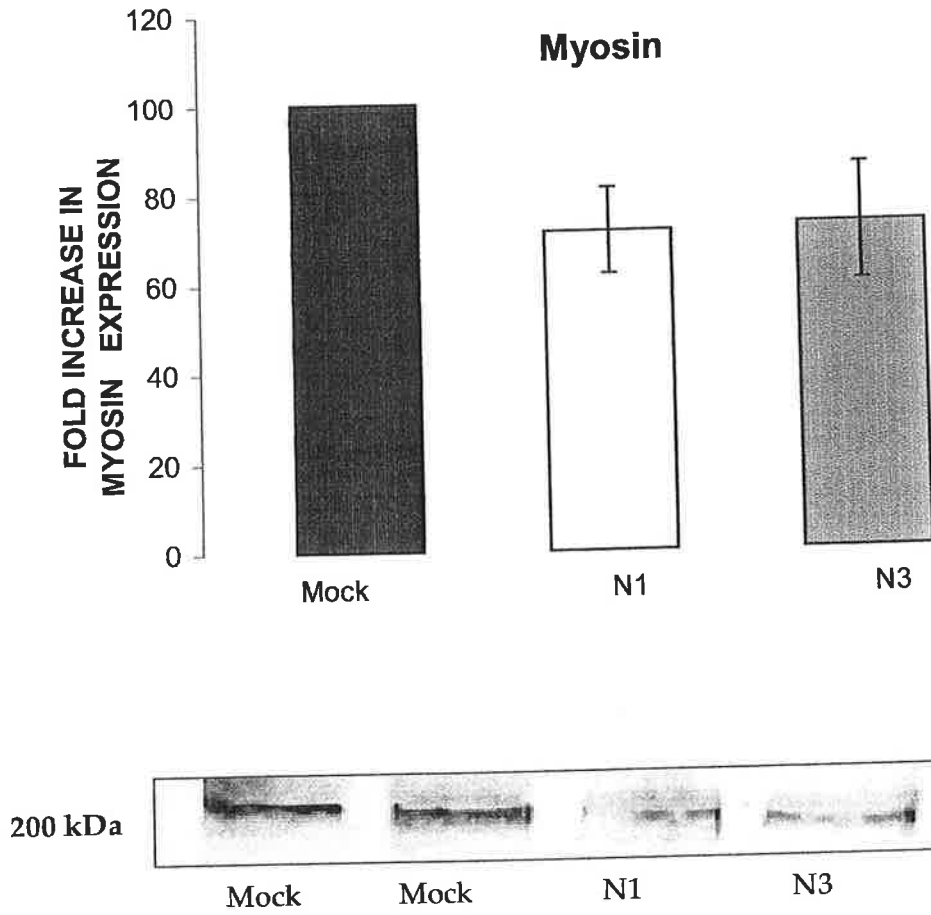 Myosin
FOLD INCREASE IN
MYOSIN EXPRESSION
120
100
80
60
40
20
0
Mock
N1
N3
200 kDa
Mock
Mock
N1
N3